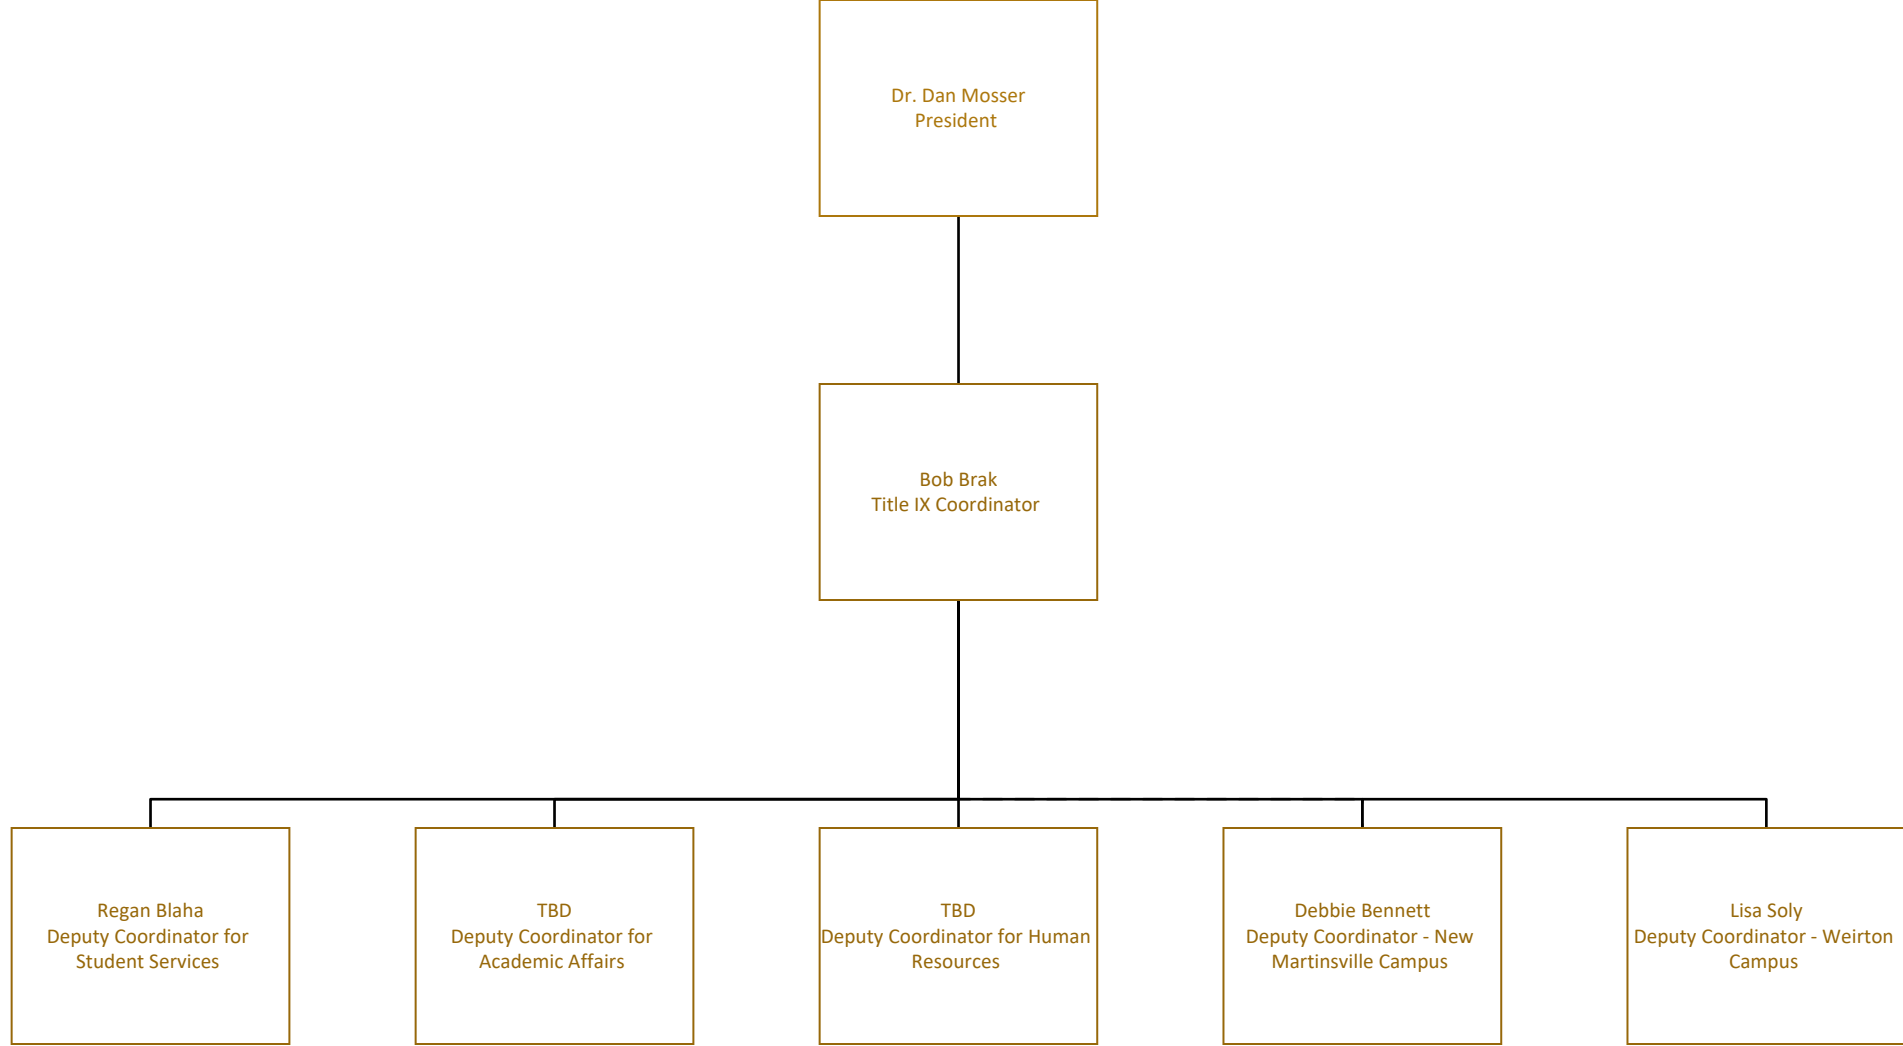 Dr. Dan Mosser
President
Bob Brak
Title IX Coordinator
Regan Blaha
Deputy Coordinator for
Student Services
TBD
Deputy Coordinator for
Academic Affairs
TBD
Deputy Coordinator for Human
Resources
Debbie Bennett
Deputy Coordinator - New
Martinsville Campus
Lisa Soly
Deputy Coordinator - Weirton
Campus